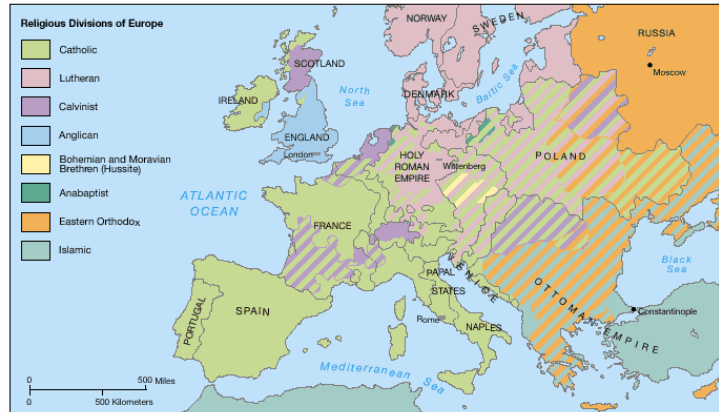 Religious Divisions of Europe
Catholic
Lutheran
Calvinist
Anglican
Bohemian and Moravian
Brethren (Hussite)
Anabaptist
Eastern Orthodox
Islamic
NORWAY
SWEDEN
RUSSIA
Moscow
SCOTLAND
North
Sea
DENMARK
Baltic Sea
IRELAND
ENGLAND
London
HOLY
ROMAN
EMPIRE
Wittenberg
POLAND
ATLANTIC
OCEAN
FRANCE
VENICE
PAPAL
STATES
Rome
NAPLES
OTTOMAN EMPIRE
Black
Sea
Constantinople
PORTUGAL
SPAIN
Mediterranean Sea
0 500 Miles
0 500 Kilometers